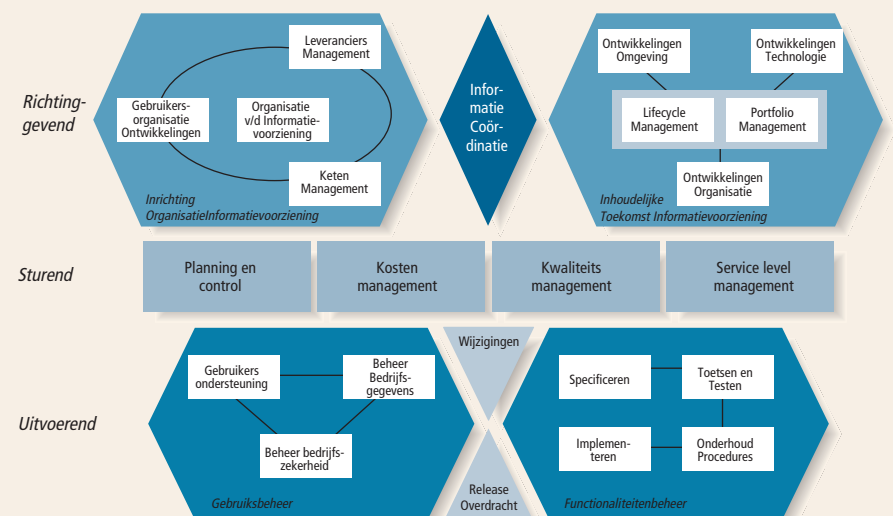 Richting-
gevend
Leveranciers
Management
Gebruikers-
organisatie
Ontwikkelingen
Organisatie
v/d Informatie-
voorziening
Keten
Management
Inrichting
OrganisatieInformatievoorziening
Infor-
matie
Coör-
dinatie
Ontwikkelingen
Omgeving
Ontwikkelingen
Technologie
Lifecycle
Management
Portfolio
Management
Ontwikkelingen
Organisatie
Inhoudelijke
Toekomst Informatievoorziening
Sturend
Planning en
control
Kosten
management
Kwaliteits
management
Service level
management
Uitvoerend
Gebruikers
ondersteuning
Beheer
Bedrijfs-
gegevens
Beheer bedrijfs-
zekerheid
Gebruiksbeheer
Wijzigingen
Release
Overdracht
Specificeren
Toetsen en
Testen
Implemen-
teren
Onderhoud
Procedures
Functionaliteitenbeheer